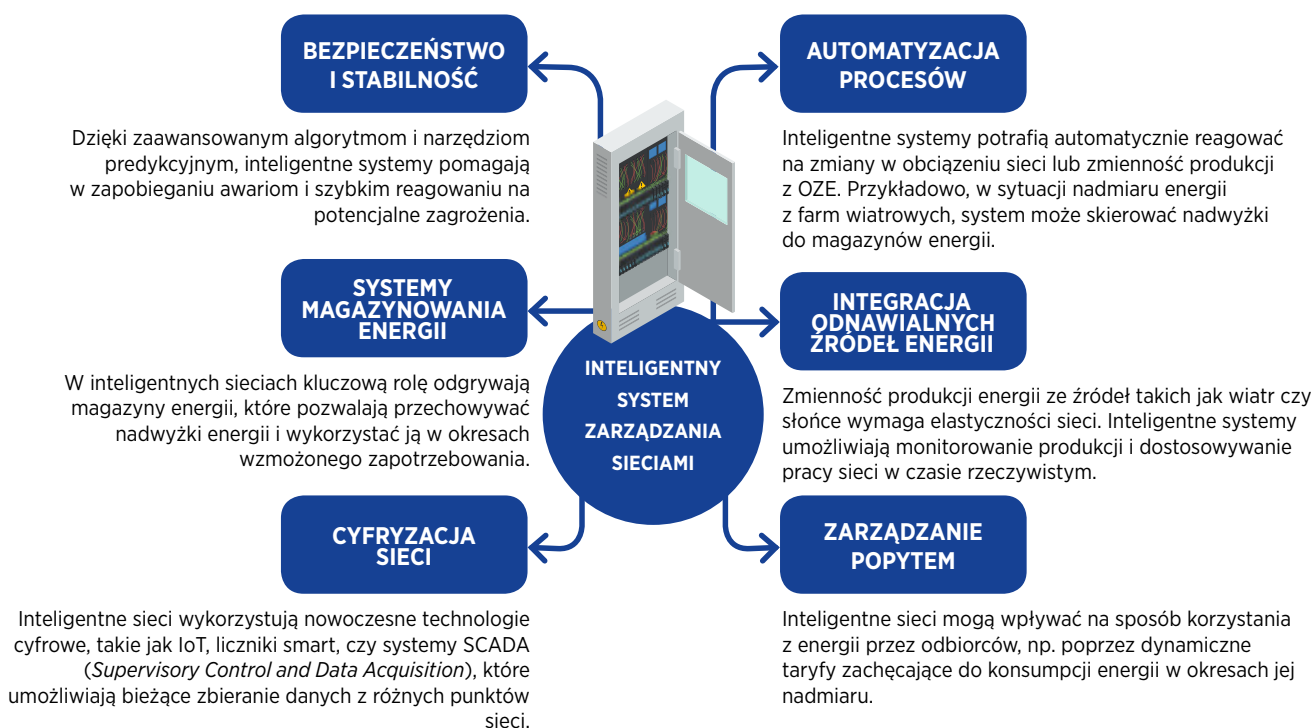 BEZPIECZEŃSTWO
I STABILNOŚĆ
Dzięki zaawansowanym algorytmom i narzędziom
predykcyjnym, inteligentne systemy pomagają
w zapobieganiu awariom i szybkim reagowaniu na
potencjalne zagrożenia.
SYSTEMY
MAGAZYNOWANIA
ENERGII
W inteligentnych sieciach kluczową rolę odgrywają
magazyny energii, które pozwalają przechowywać
nadwyżki energii i wykorzystać ją w okresach
wzmożonego zapotrzebowania.
CYFRYZACJA
SIECI
Inteligentne sieci wykorzystują nowoczesne technologie
cyfrowe, takie jak IoT, liczniki smart, czy systemy SCADA
(Supervisory Control and Data Acquisition), które
umożliwiają bieżące zbieranie danych z różnych punktów
sieci.
INTELIGENTNY
SYSTEM
ZARZĄDZANIA
SIECIAMI
AUTOMATYZACJA
PROCESÓW
Inteligentne systemy potrafią automatycznie reagować
na zmiany w obciązeniu sieci lub zmienność produkcji
z OZE. Przykładowo, w sytuacji nadmiaru energii
z farm wiatrowych, system może skierować nadwyżki
do magazynów energii.
INTEGRACJA
ODNAWIALNYCH
ŹRÓDEŁ ENERGII
Zmienność produkcji energii ze źródeł takich jak wiatr czy
słońce wymaga elastyczności sieci. Inteligentne systemy
umożliwiają monitorowanie produkcji i dostosowywanie
pracy sieci w czasie rzeczywistym.
ZARZĄDZANIE
POPYTEM
Inteligentne sieci mogą wpływać na sposób korzystania
z energii przez odbiorców, np. poprzez dynamiczne
taryfy zachęcające do konsumpcji energii w okresach jej
nadmiaru.